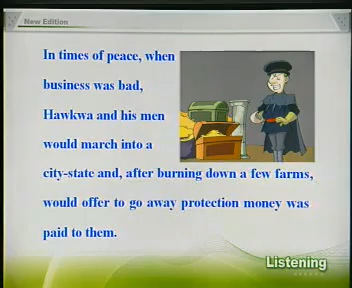 New Edition
In times of peace, when
business was bad,
Hawkwa and his men
would march into a
city-state and, after burning down a few farms,
would offer to go away protection money was
paid to them.
Listening